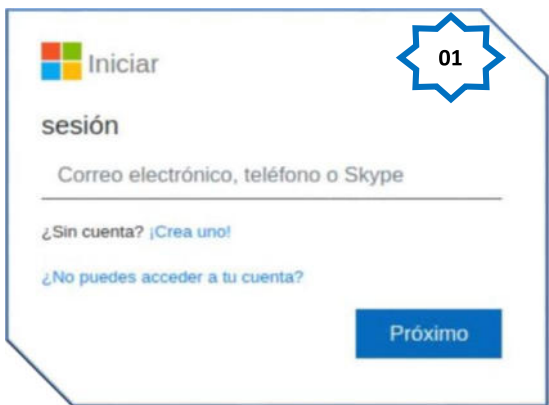 Iniciar
01
sesión
Correo electrónico, teléfono o Skype
¿Sin cuenta? ¡Crea uno!
¿No puedes acceder a tu cuenta?
Próximo